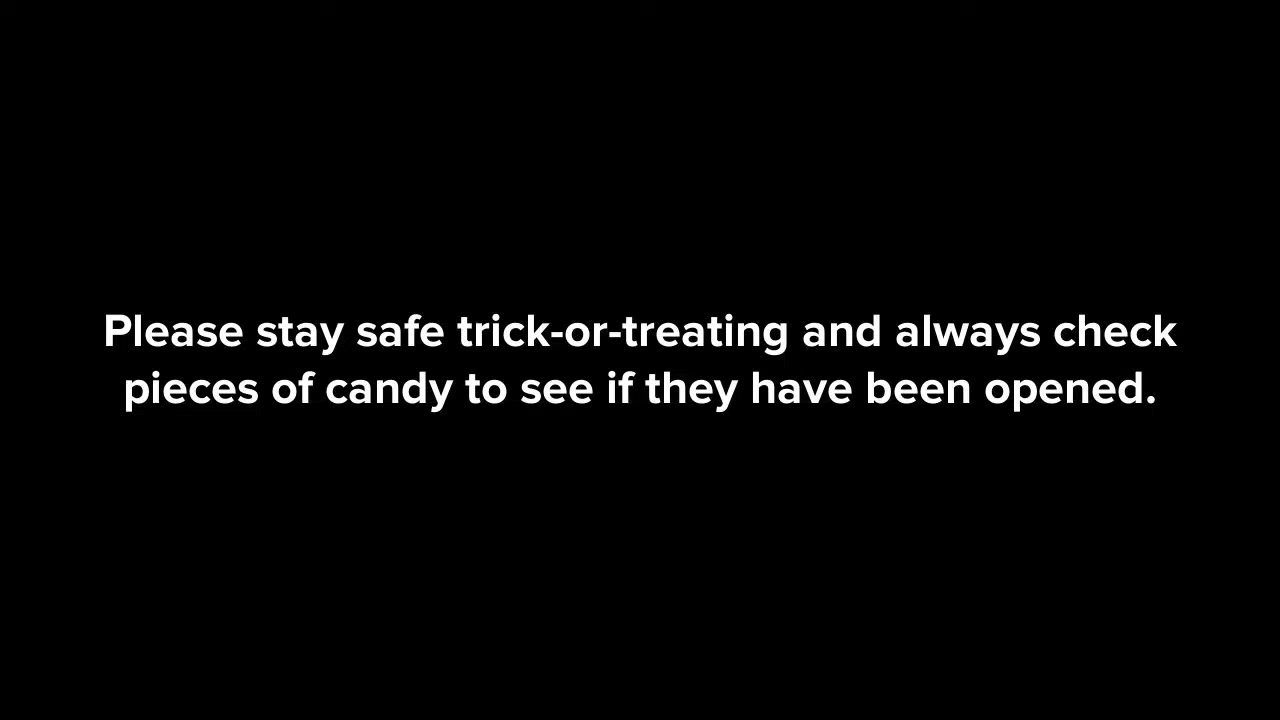 Please stay safe trick-or-treating and always check
pieces of candy to see if they have been opened.